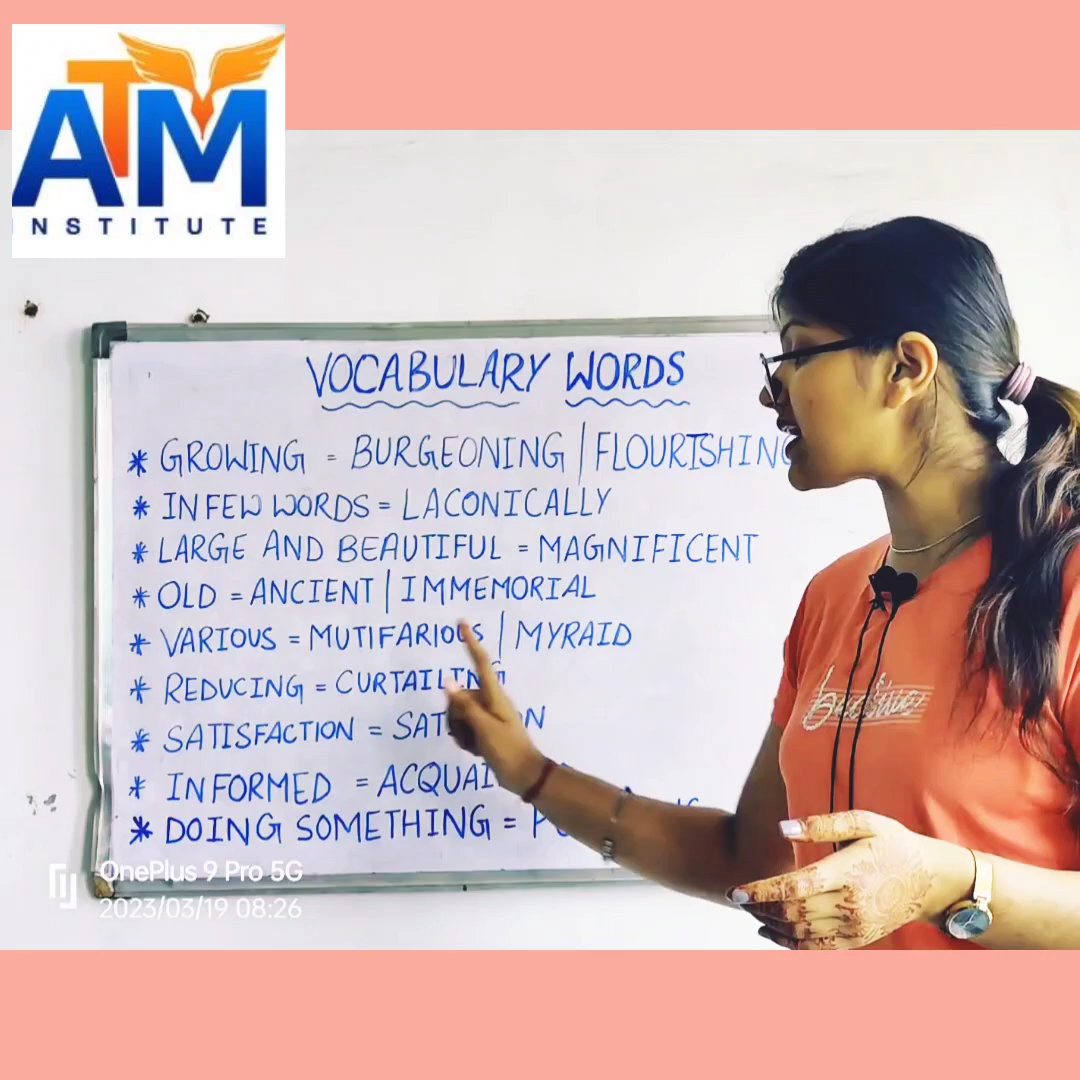 ATM
INSTITUTE
VOCABULARY WORDS
* GROWING = BURGEONING | FLOURISHING
* IN FEW WORDS = LACONICALLY
* LARGE AND BEAUTIFUL = MAGNIFICENT
* OLD = ANCIENT | IMMEMORIAL
* VARIOUS = MUTIFARIOUS | MYRAID
* REDUCING = CURTAILING
* SATISFACTION =
* INFORMED =
* DOING SOMETHING =
OnePlus 9 Pro 5G
2023/03/19 08:26